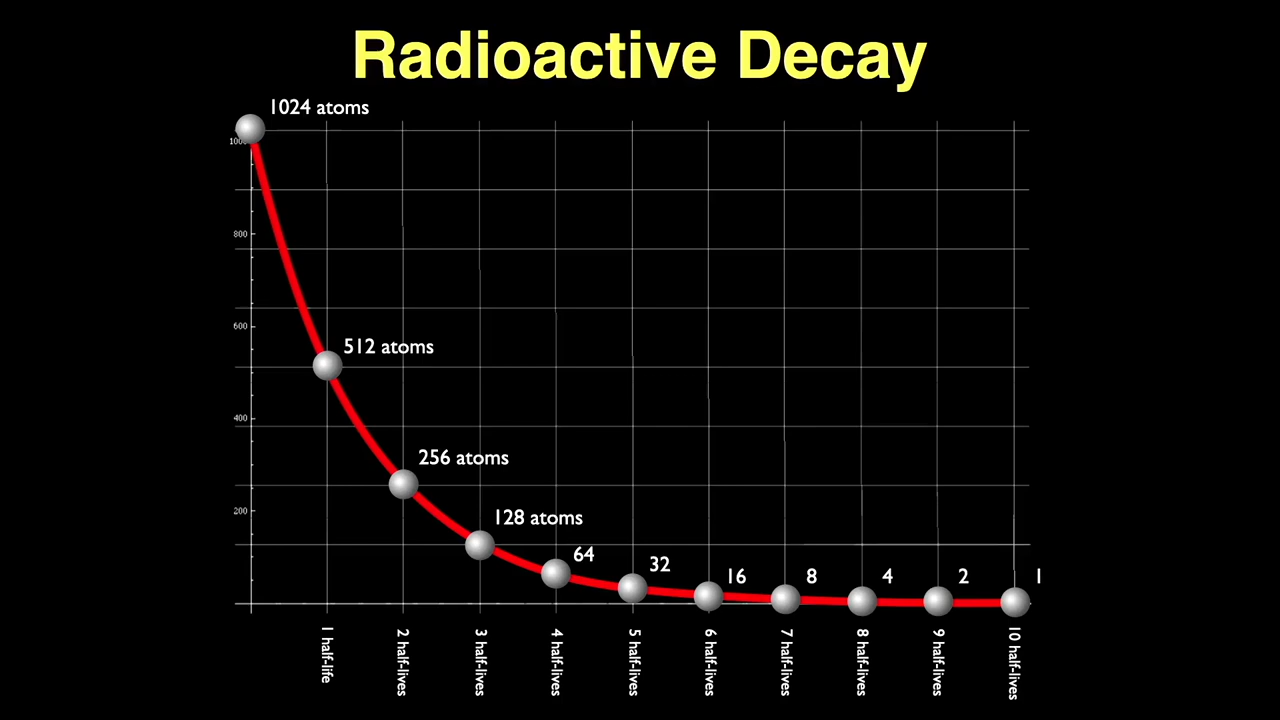 Radioactive Decay
1024 atoms
1000
800
600
512 atoms
400
256 atoms
200
128 atoms
64
32
16
8
4
2
1
1 half-life
2 half-lives
3 half-lives
4 half-lives
5 half-lives
6 half-lives
7 half-lives
8 half-lives
9 half-lives
10 half-lives